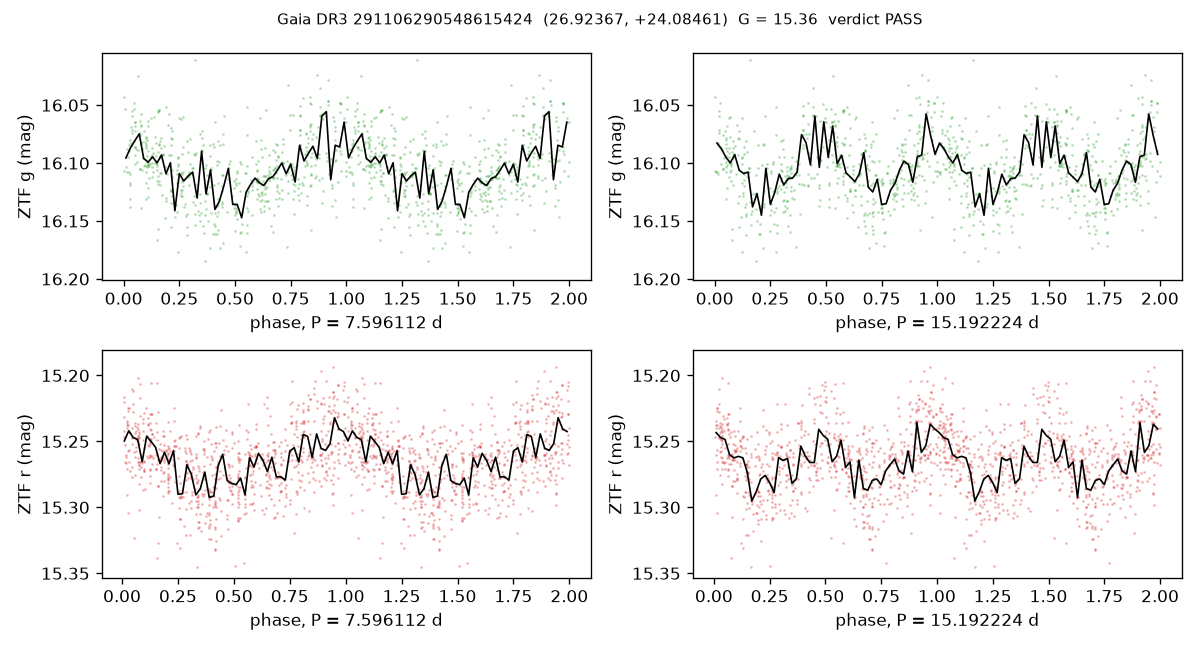 Gaia DR3 291106290548615424 (26.92367, +24.08461) G = 15.36 verdict PASS
ZTF g (mag)
16.05
16.10
16.15
16.20
0.00 0.25 0.50 0.75 1.00 1.25 1.50 1.75 2.00
phase, P = 7.596112 d
ZTF g (mag)
16.05
16.10
16.15
16.20
0.00 0.25 0.50 0.75 1.00 1.25 1.50 1.75 2.00
phase, P = 15.192224 d
ZTF r (mag)
15.20
15.25
15.30
15.35
0.00 0.25 0.50 0.75 1.00 1.25 1.50 1.75 2.00
phase, P = 7.596112 d
ZTF r (mag)
15.20
15.25
15.30
15.35
0.00 0.25 0.50 0.75 1.00 1.25 1.50 1.75 2.00
phase, P = 15.192224 d